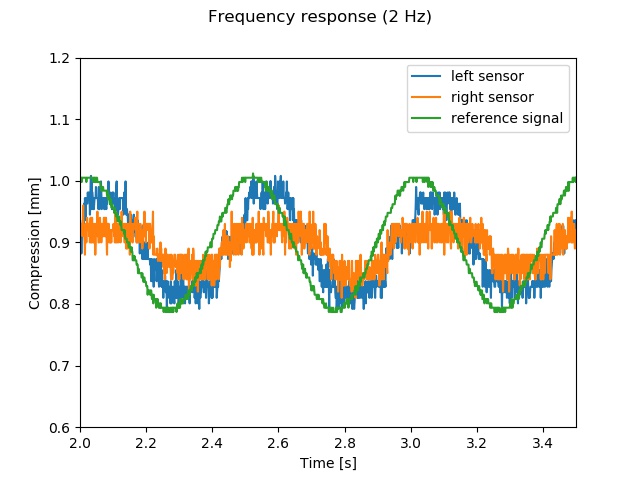 Frequency response (2 Hz)
left sensor
right sensor
reference signal
Compression [mm]
1.2
1.1
1.0
0.9
0.8
0.7
0.6
2.0 2.2 2.4 2.6 2.8 3.0 3.2 3.4
Time [s]